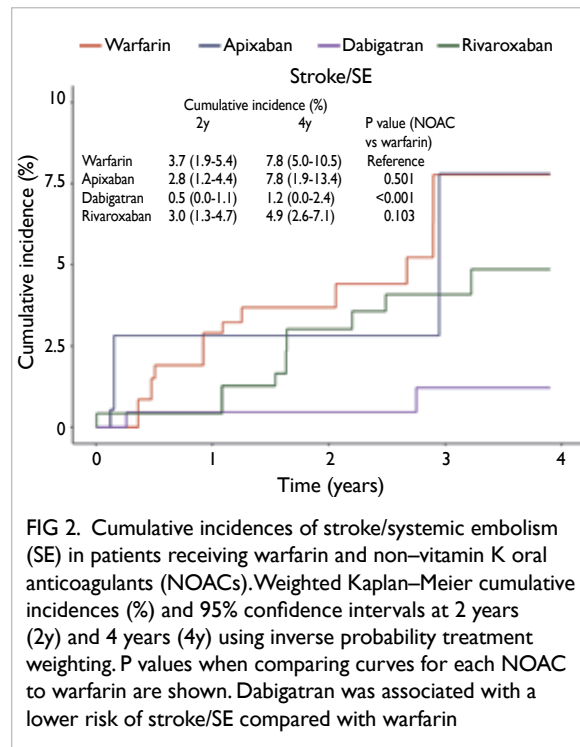 Warfarin Apixaban Dabigatran Rivaroxaban
Stroke/SE
10
7.5
5
2.5
0
Cumulative incidence (%)
Cumulative incidence (%)
2y 4y P value (NOAC vs warfarin)
Warfarin 3.7 (1.9-5.4) 7.8 (5.0-10.5) Reference
Apixaban 2.8 (1.2-4.4) 7.8 (1.9-13.4) 0.501
Dabigatran 0.5 (0.0-1.1) 1.2 (0.0-2.4) <0.001
Rivaroxaban 3.0 (1.3-4.7) 4.9 (2.6-7.1) 0.103
0 1 2 3 4
Time (years)
FIG 2. Cumulative incidences of stroke/systemic embolism
(SE) in patients receiving warfarin and non–vitamin K oral
anticoagulants (NOACs). Weighted Kaplan–Meier cumulative
incidences (%) and 95% confidence intervals at 2 years
(2y) and 4 years (4y) using inverse probability treatment
weighting. P values when comparing curves for each NOAC
to warfarin are shown. Dabigatran was associated with a
lower risk of stroke/SE compared with warfarin